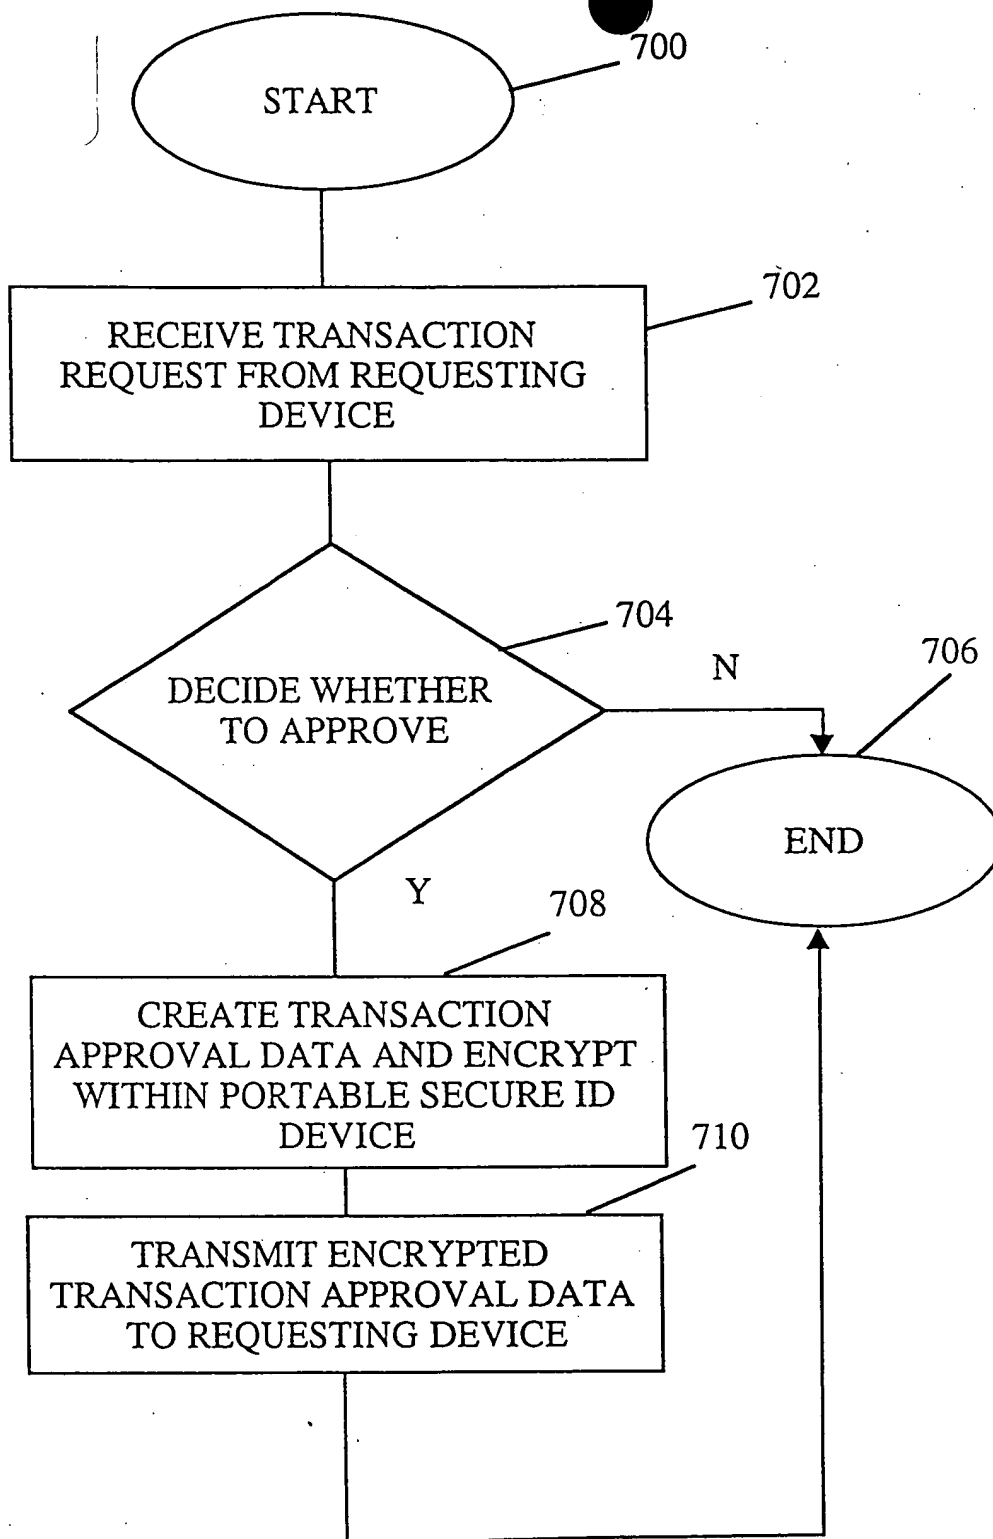 700
START
702
RECEIVE TRANSACTION
REQUEST FROM REQUESTING
DEVICE
704
DECIDE WHETHER
TO APPROVE
N
706
END
Y
708
CREATE TRANSACTION
APPROVAL DATA AND ENCRYPT
WITHIN PORTABLE SECURE ID
DEVICE
710
TRANSMIT ENCRYPTED
TRANSACTION APPROVAL DATA
TO REQUESTING DEVICE